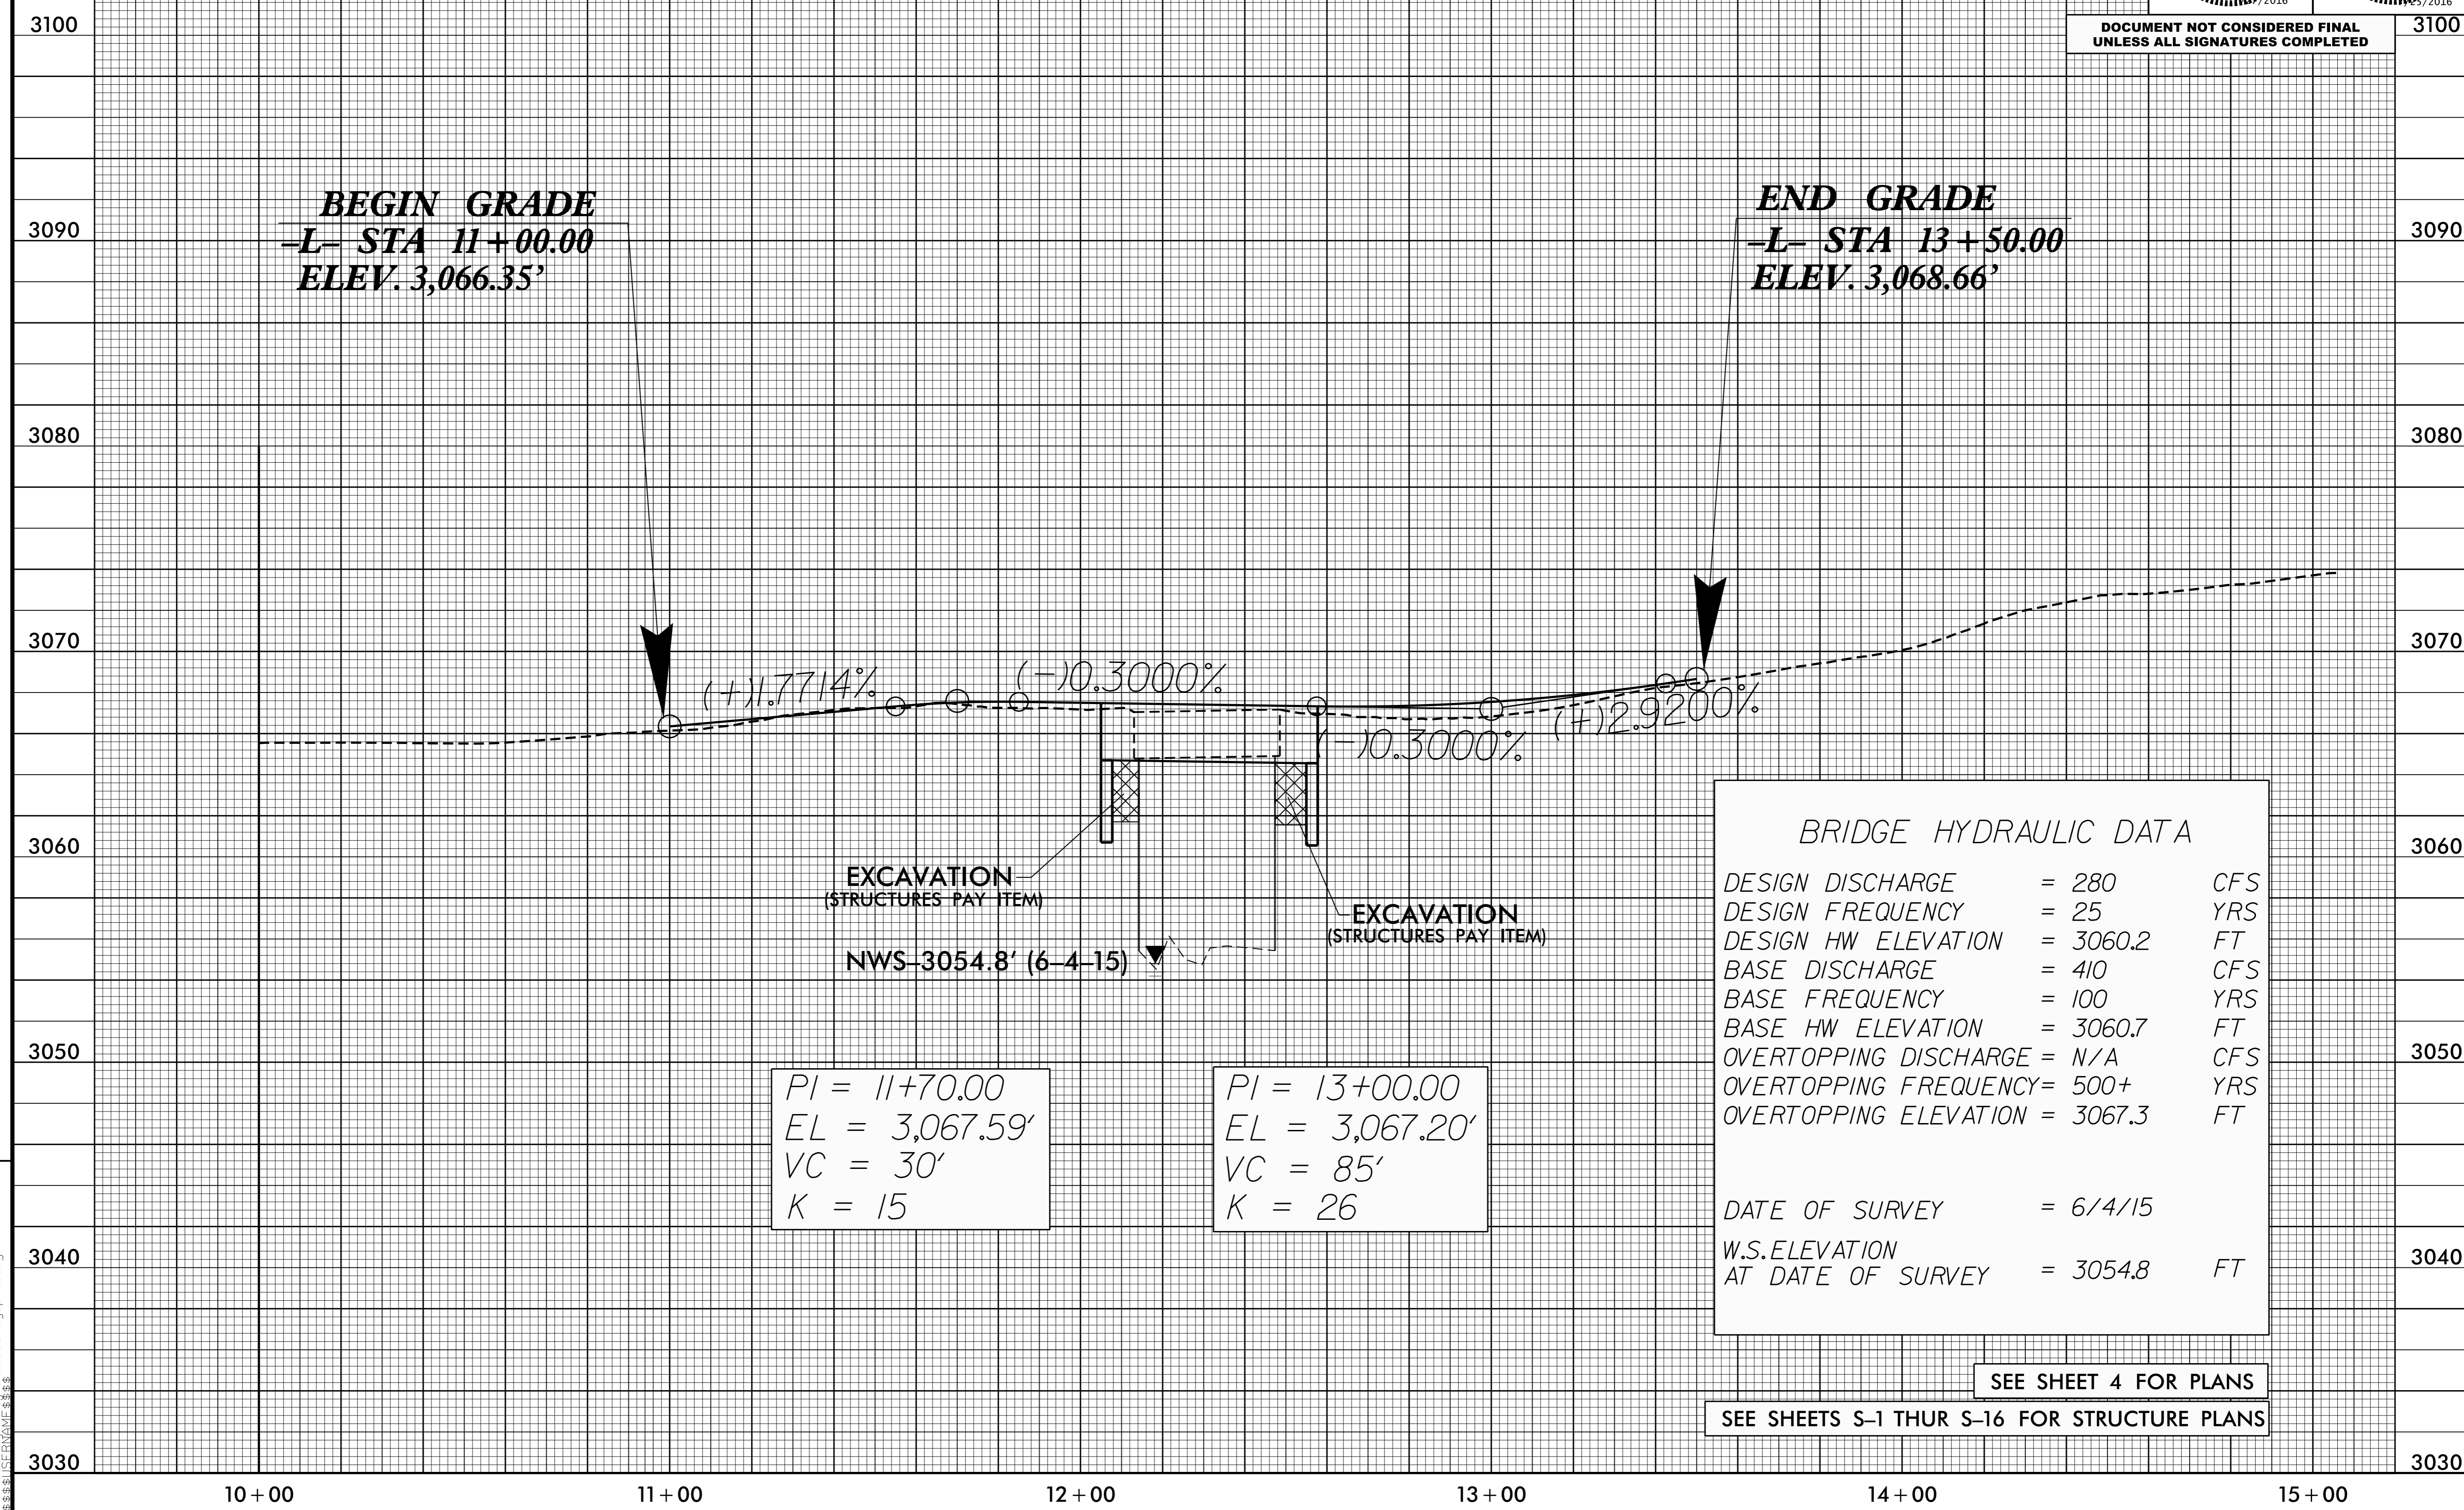 /2016
/25/2016
DOCUMENT NOT CONSIDERED FINAL
UNLESS ALL SIGNATURES COMPLETED
3100
3100
BEGIN GRADE
–L– STA 11+00.00
ELEV. 3,066.35’
END GRADE
–L– STA 13+50.00
ELEV. 3,068.66’
3090
3090
3080
3080
3070
3070
(+)1.7714%
(–)0.3000%
(–)0.3000%
(+)2.9200%
3060
3060
EXCAVATION
(STRUCTURES PAY ITEM)
EXCAVATION
(STRUCTURES PAY ITEM)
NWS–3054.8’ (6–4–15)
BRIDGE HYDRAULIC DATA
DESIGN DISCHARGE = 280 CFS
DESIGN FREQUENCY = 25 YRS
DESIGN HW ELEVATION = 3060.2 FT
BASE DISCHARGE = 410 CFS
BASE FREQUENCY = 100 YRS
BASE HW ELEVATION = 3060.7 FT
OVERTOPPING DISCHARGE = N/A CFS
OVERTOPPING FREQUENCY= 500+ YRS
OVERTOPPING ELEVATION = 3067.3 FT
DATE OF SURVEY = 6/4/15
W.S.ELEVATION
AT DATE OF SURVEY = 3054.8 FT
3050
3050
PI = 11+70.00
EL = 3,067.59'
VC = 30'
K = 15
PI = 13+00.00
EL = 3,067.20'
VC = 85'
K = 26
3040
3040
SEE SHEET 4 FOR PLANS
SEE SHEETS S–1 THUR S–16 FOR STRUCTURE PLANS
3030
3030
10+00
11+00
12+00
13+00
14+00
15+00
$$$$USERNAME$$$$